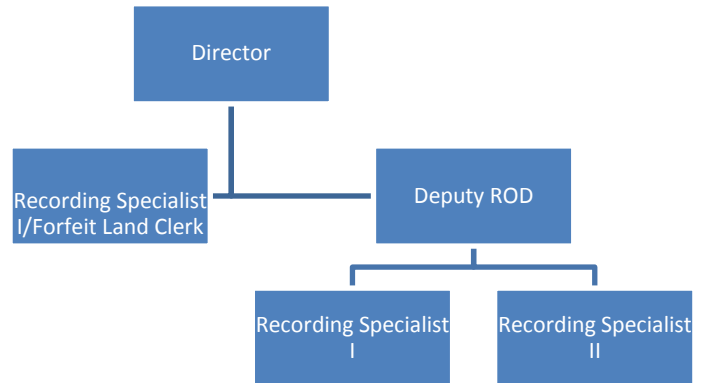 Director
Recording Specialist
I/Forfeit Land Clerk
Deputy ROD
Recording Specialist
I
Recording Specialist
II